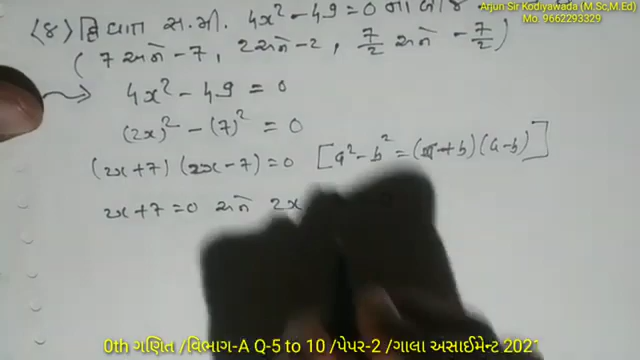 Arjun Sir Kodiyawada (M.Sc,M.Ed)
Mo: 9662293329
(૪) દ્વિઘાત સ.મી. 4x² - 49 = 0 ના
( 7 અને -7, 2 અને -2, 7/2 અને -7/2 )
4x² - 49 = 0
(2x)² - (7)² = 0
(2x + 7) (2x - 7) = 0 [a² - b² = (a + b) (a - b)]
2x + 7 = 0 અને 2x
0th ગણિત /વિભાગ-A Q-5 to 10 /પેપર-2 /ગાલા અસાઈમેન્ટ 2021